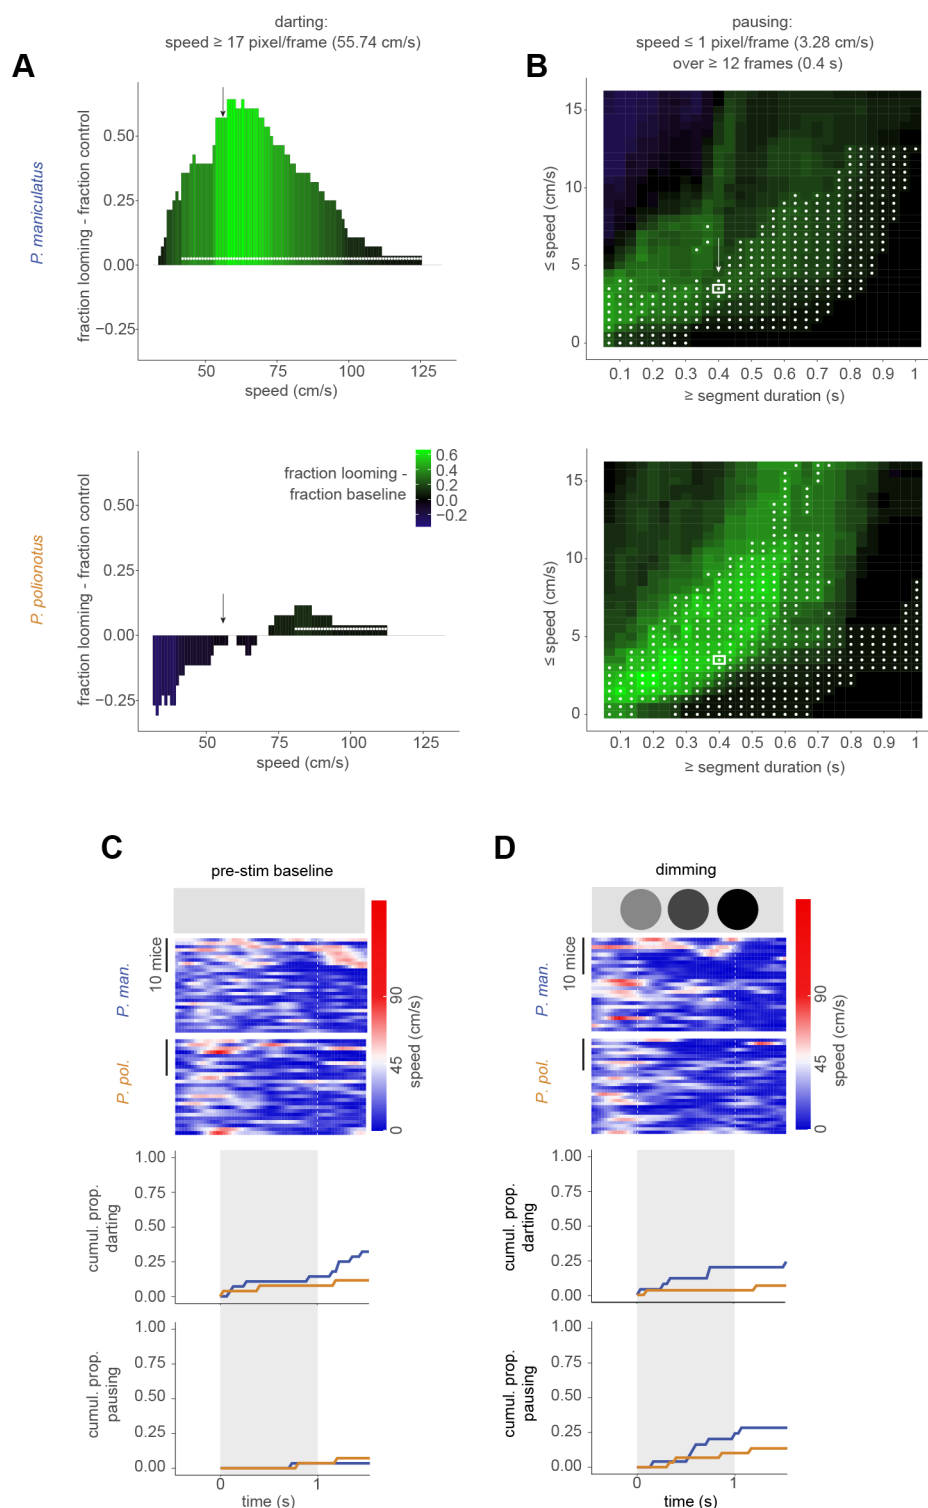 darting:
speed ≥ 17 pixel/frame (55.74 cm/s)
pausing:
speed ≤ 1 pixel/frame (3.28 cm/s)
over ≥ 12 frames (0.4 s)
A
B
P. maniculatus
fraction looming - fraction control
0.50
0.25
0.00
−0.25
50
75
100
125
speed (cm/s)
≤ speed (cm/s)
15
10
5
0
0.1 0.2 0.3 0.4 0.5 0.6 0.7 0.8 0.9 1
≥ segment duration (s)
P. polionotus
fraction looming - fraction control
0.50
0.25
0.00
−0.25
50
75
100
125
speed (cm/s)
fraction looming -
fraction baseline
0.6
0.4
0.2
0.0
−0.2
≤ speed (cm/s)
15
10
5
0
0.1 0.2 0.3 0.4 0.5 0.6 0.7 0.8 0.9 1
≥ segment duration (s)
C
pre-stim baseline
10 mice
P. man.
P. pol.
90
45
0
speed (cm/s)
cumul. prop.
darting
1.00
0.75
0.50
0.25
0.00
cumul. prop.
pausing
1.00
0.75
0.50
0.25
0.00
0
1
time (s)
D
dimming
10 mice
P. man.
P. pol.
90
45
0
speed (cm/s)
cumul. prop.
darting
1.00
0.75
0.50
0.25
0.00
cumul. prop.
pausing
1.00
0.75
0.50
0.25
0.00
0
1
time (s)